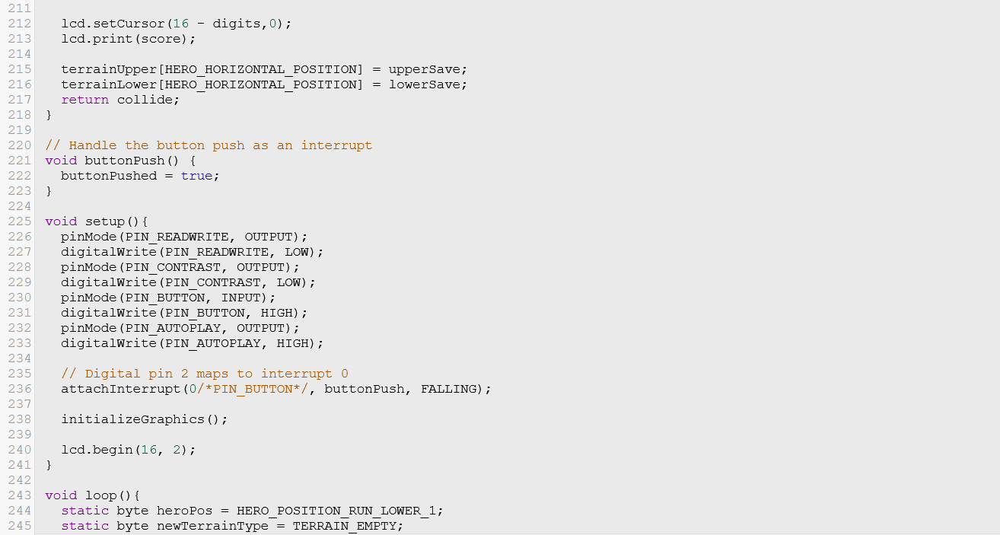 211
212 lcd.setCursor(16 - digits,0);
213 lcd.print(score);
214
215 terrainUpper[HERO_HORIZONTAL_POSITION] = upperSave;
216 terrainLower[HERO_HORIZONTAL_POSITION] = lowerSave;
217 return collide;
218 }
219
220 // Handle the button push as an interrupt
221 void buttonPush() {
222 buttonPushed = true;
223 }
224
225 void setup(){
226 pinMode(PIN_READWRITE, OUTPUT);
227 digitalWrite(PIN_READWRITE, LOW);
228 pinMode(PIN_CONTRAST, OUTPUT);
229 digitalWrite(PIN_CONTRAST, LOW);
230 pinMode(PIN_BUTTON, INPUT);
231 digitalWrite(PIN_BUTTON, HIGH);
232 pinMode(PIN_AUTOPLAY, OUTPUT);
233 digitalWrite(PIN_AUTOPLAY, HIGH);
234
235 // Digital pin 2 maps to interrupt 0
236 attachInterrupt(0/*PIN_BUTTON*/, buttonPush, FALLING);
237
238 initializeGraphics();
239
240 lcd.begin(16, 2);
241 }
242
243 void loop(){
244 static byte heroPos = HERO_POSITION_RUN_LOWER_1;
245 static byte newTerrainType = TERRAIN_EMPTY;